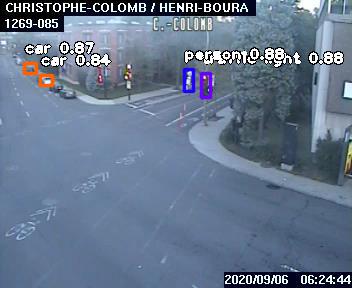 CHRISTOPHE-COLOMB / HENRI-BOURA
1269-085
C.-COLOMB
car 0.87
car 0.84
person 0.88
light 0.88
2020/09/06 06:24:44